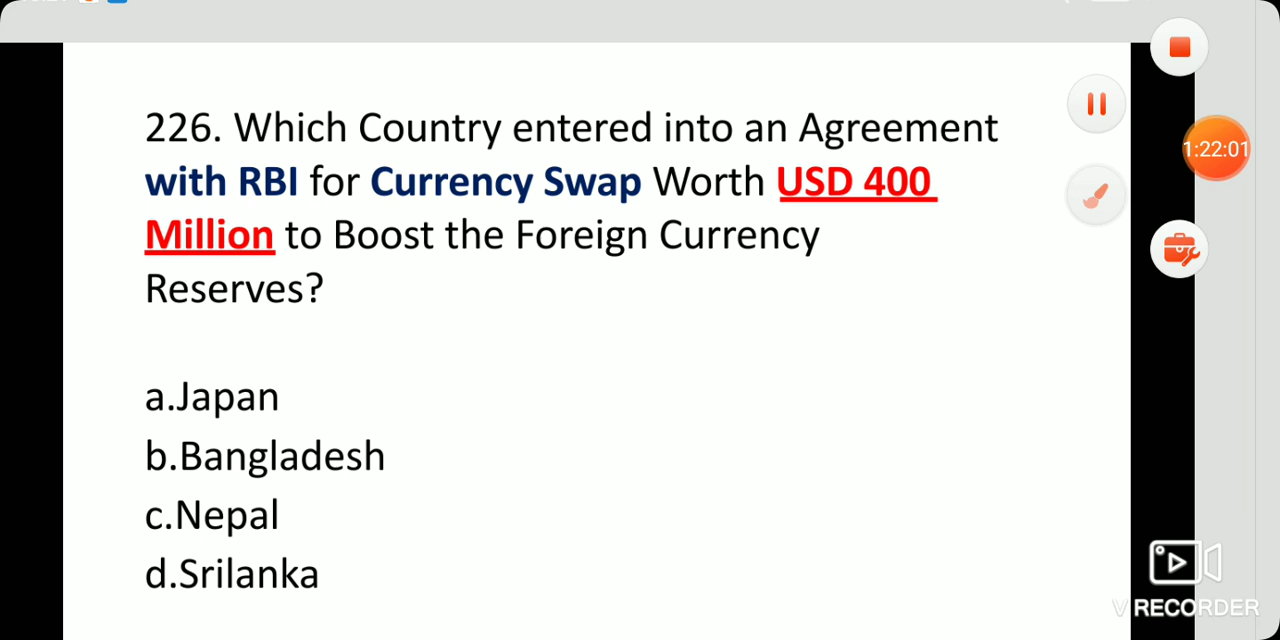 226. Which Country entered into an Agreement
with RBI for Currency Swap Worth USD 400
Million to Boost the Foreign Currency
Reserves?
a.Japan
b.Bangladesh
c.Nepal
d.Srilanka
1:22:01
V RECORDER